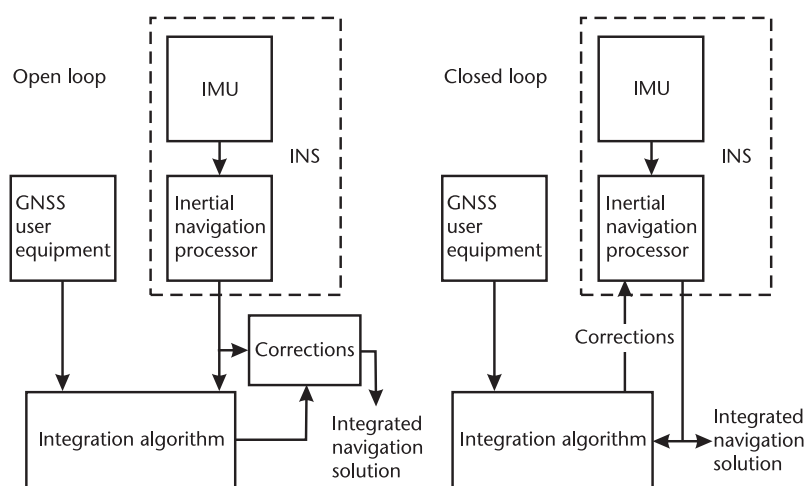 Open loop
IMU
INS
GNSS
user
equipment
Inertial
navigation
processor
Corrections
Integration algorithm
Integrated
navigation
solution
Closed loop
IMU
INS
GNSS
user
equipment
Inertial
navigation
processor
Corrections
Integration algorithm
Integrated
navigation
solution